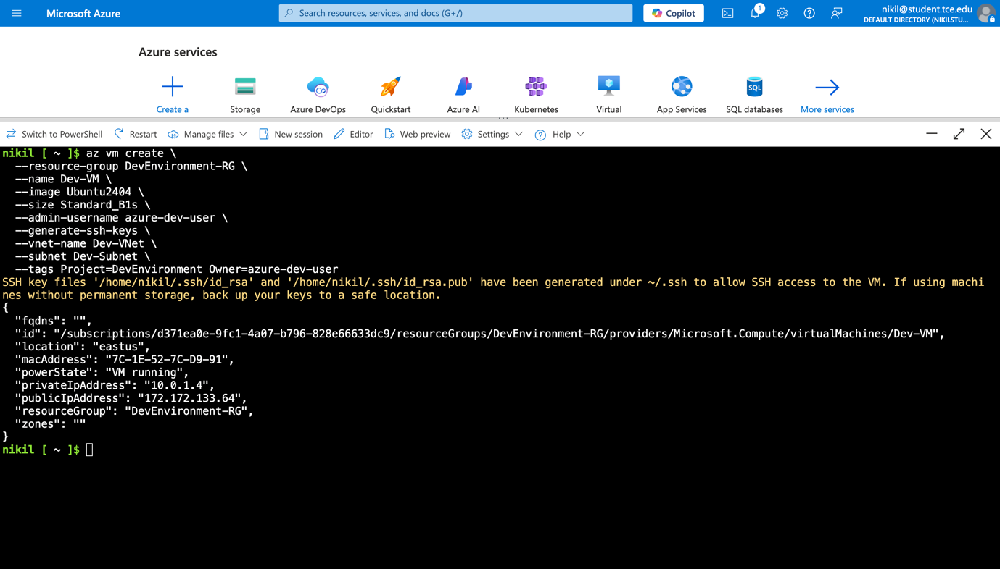 Microsoft Azure
Search resources, services, and docs (G+/)
Copilot
1
nikil@student.tce.edu
DEFAULT DIRECTORY (NIKILSTU...
Azure services
Create a
Storage
Azure DevOps
Quickstart
Azure AI
Kubernetes
Virtual
App Services
SQL
SQL databases
More services
Switch to PowerShell
Restart
Manage files
New session
Editor
Web preview
Settings
Help
nikil [ ~ ]$ az vm create \
--resource-group DevEnvironment-RG \
--name Dev-VM \
--image Ubuntu2404 \
--size Standard_B1s \
--admin-username azure-dev-user \
--generate-ssh-keys \
--vnet-name Dev-VNet \
--subnet Dev-Subnet \
--tags Project=DevEnvironment Owner=azure-dev-user
SSH key files '/home/nikil/.ssh/id_rsa' and '/home/nikil/.ssh/id_rsa.pub' have been generated under ~/.ssh to allow SSH access to the VM. If using machi
nes without permanent storage, back up your keys to a safe location.
{
"fqdns": "",
"id": "/subscriptions/d371ea0e-9fc1-4a07-b796-828e66633dc9/resourceGroups/DevEnvironment-RG/providers/Microsoft.Compute/virtualMachines/Dev-VM",
"location": "eastus",
"macAddress": "7C-1E-52-7C-D9-91",
"powerState": "VM running",
"privateIpAddress": "10.0.1.4",
"publicIpAddress": "172.172.133.64",
"resourceGroup": "DevEnvironment-RG",
"zones": ""
}
nikil [ ~ ]$